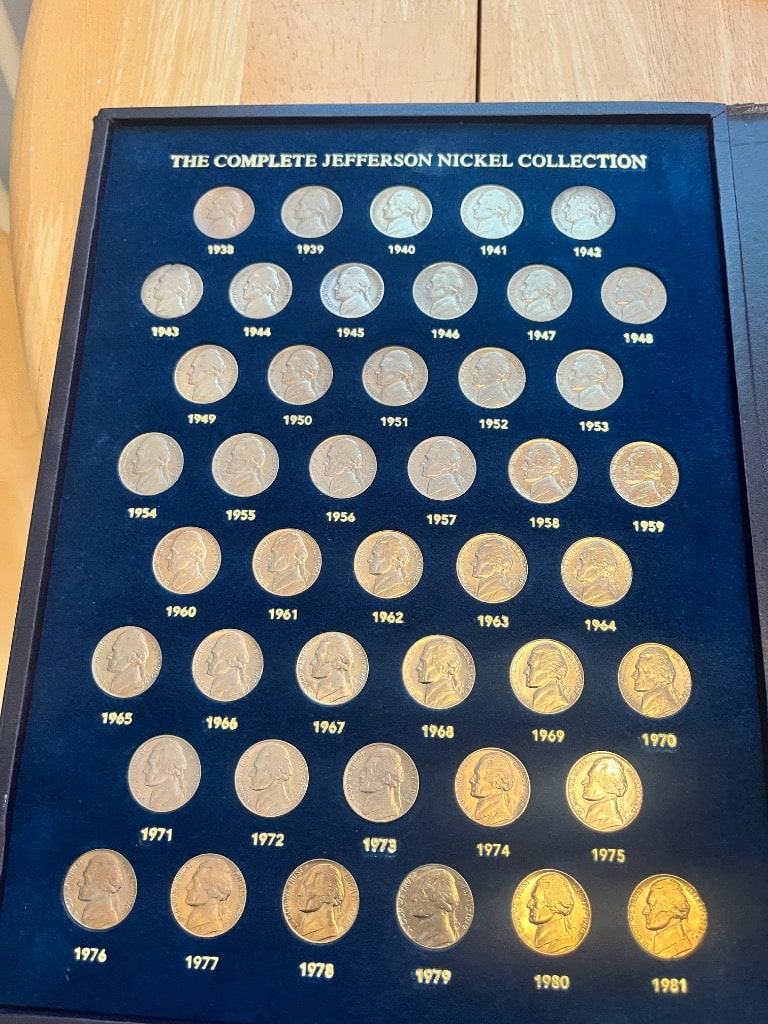 THE COMPLETE JEFFERSON NICKEL COLLECTION
1938 1939 1940 1941 1942
1943 1944 1945 1946 1947 1948
1949 1950 1951 1952 1953
1954 1955 1956 1957 1958 1959
1960 1961 1962 1963 1964
1965 1966 1967 1968 1969 1970
1971 1972 1973 1974 1975
1976 1977 1978 1979 1980 1981